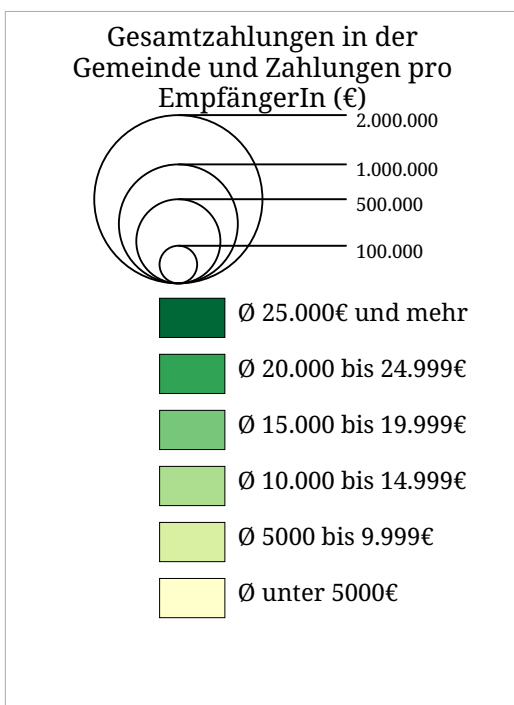 Gesamtzahlungen in der
Gemeinde und Zahlungen pro
EmpfängerIn (€)
2.000.000
1.000.000
500.000
100.000
Ø 25.000€ und mehr
Ø 20.000 bis 24.999€
Ø 15.000 bis 19.999€
Ø 10.000 bis 14.999€
Ø 5000 bis 9.999€
Ø unter 5000€